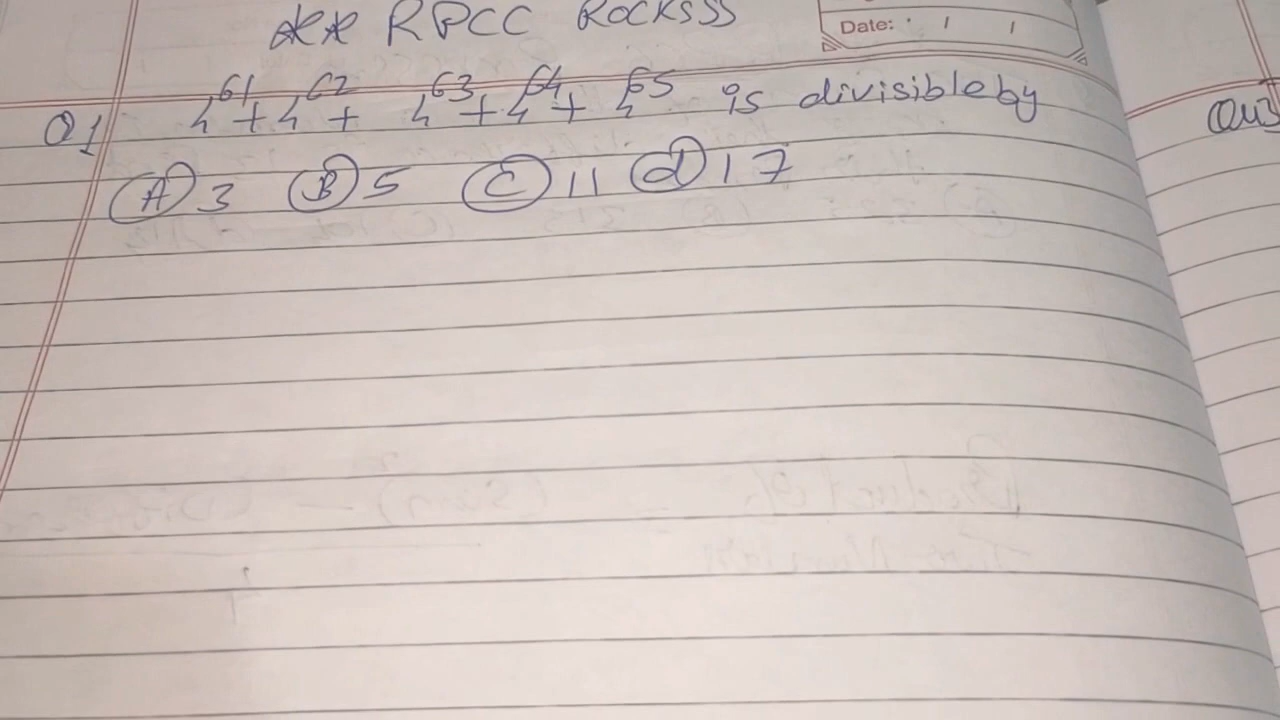 ** RPCC ROCKSSS
Date: / /
Q1 4^61 + 4^62 + 4^63 + 4^64 + 4^65 is divisible by
(A) 3 (B) 5 (C) 11 (d) 17